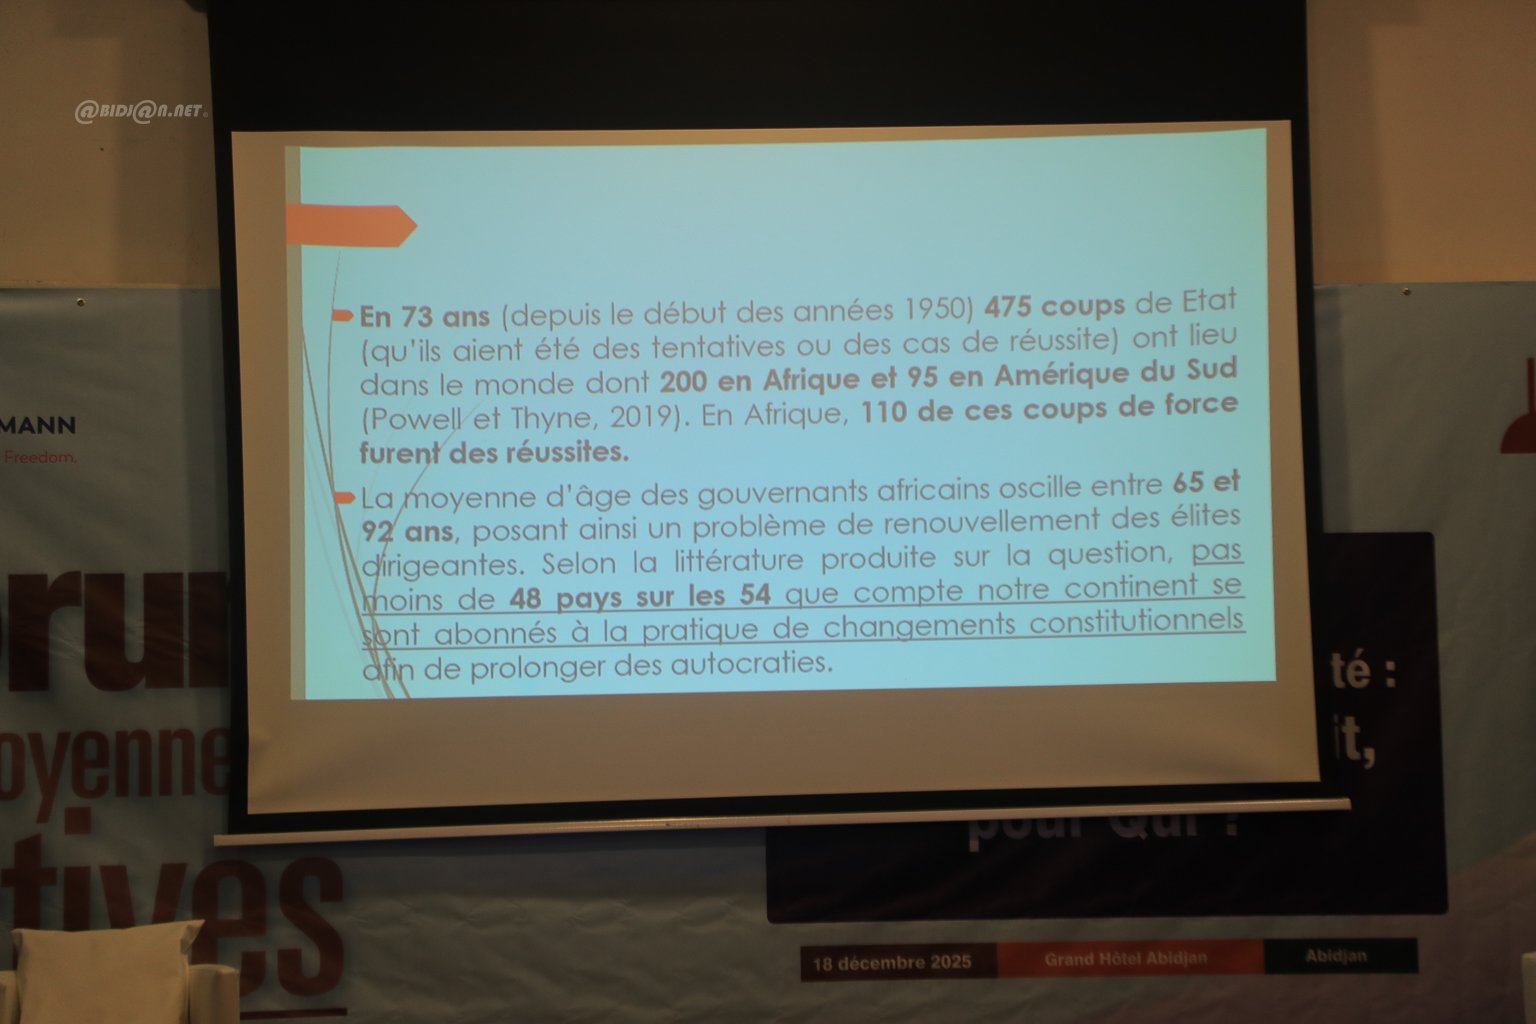 @BIDJ@N.NET
En 73 ans (depuis le début des années 1950) 475 coups de Etat
(qu'ils aient été des tentatives ou des cas de réussite) ont lieu
dans le monde dont 200 en Afrique et 95 en Amérique du Sud
(Powell et Thyne, 2019). En Afrique, 110 de ces coups de force
furent des réussites.
La moyenne d'âge des gouvernants africains oscille entre 65 et
92 ans, posant ainsi un problème de renouvellement des élites
dirigeantes. Selon la littérature produite sur la question, pas
moins de 48 pays sur les 54 que compte notre continent se
sont abonnés à la pratique de changements constitutionnels
afin de prolonger des autocraties.
MANN
Freedom.
orum
oyenne
tives
té :
it,
pour Qui ?
18 décembre 2025
Grand Hôtel Abidjan
Abidjan